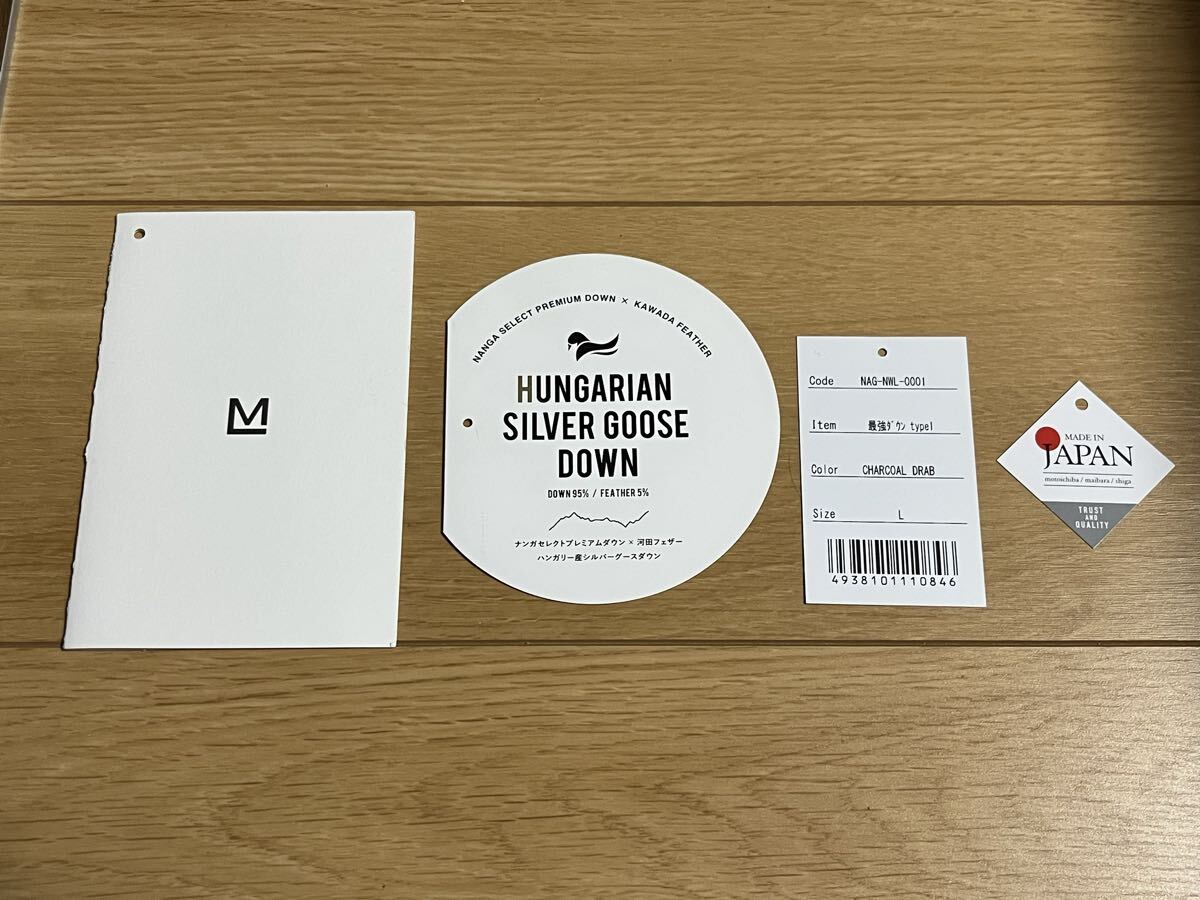 M
NANGA SELECT PREMIUM DOWN × KAWADA FEATHER
HUNGARIAN
SILVER GOOSE
DOWN
DOWN 95% / FEATHER 5%
ナンガセレクトプレミアムダウン × 河田フェザー
ハンガリー産シルバーグースダウン
Code NAG-NWL-0001
Item 最強ﾀﾞｳﾝ type1
Color CHARCOAL DRAB
Size L
4938101110846
MADE IN
JAPAN
motoichiba / maibara / shiga
TRUST
AND
QUALITY